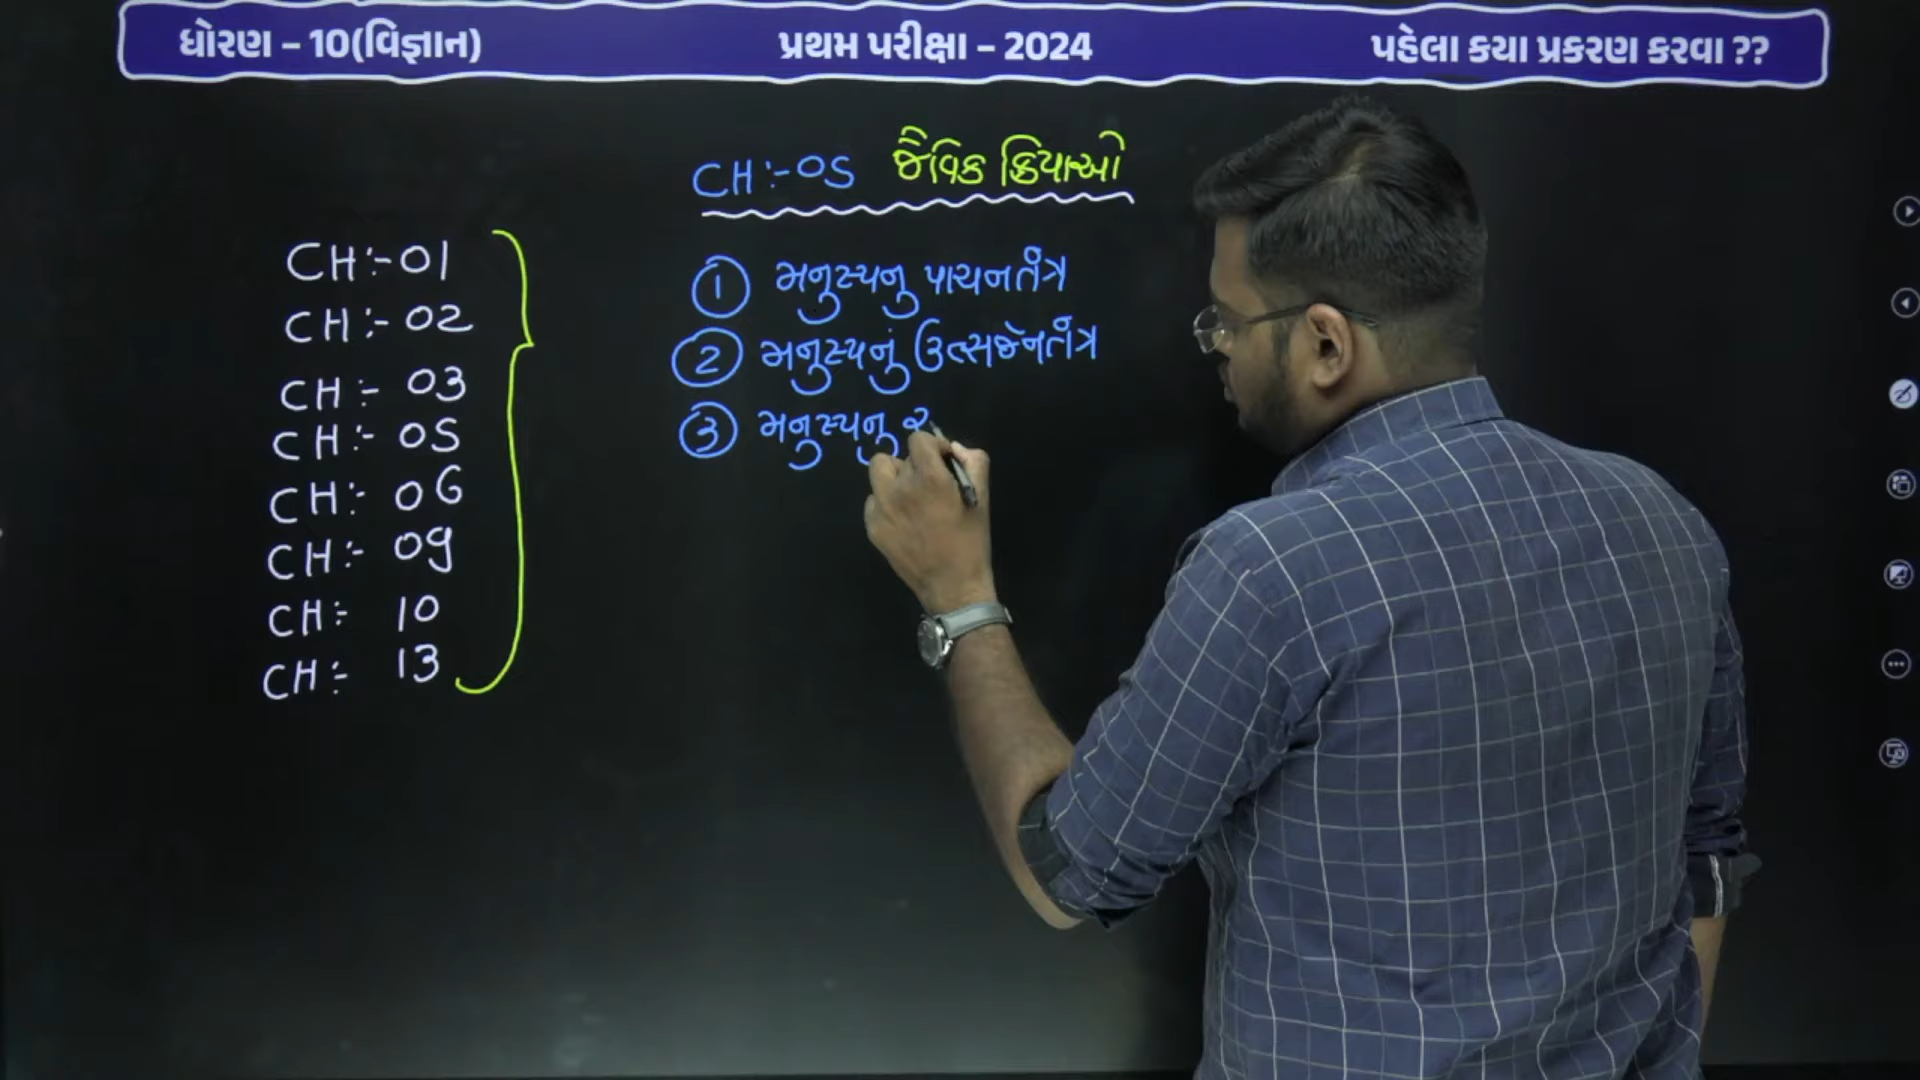 ધોરણ – 10(વિજ્ઞાન) પ્રથમ પરીક્ષા – 2024 પહેલા કયા પ્રકરણ કરવા ??
CH:-05 જૈવિક ક્રિયાઓ
CH:-01
CH:-02
CH:- 03
CH:- 05
CH:- 06
CH:- 09
CH:- 10
CH:- 13
① મનુષ્યનુ પાચનતંત્ર
② મનુષ્યનું ઉત્સર્જનતંત્ર
③ મનુષ્યનુ